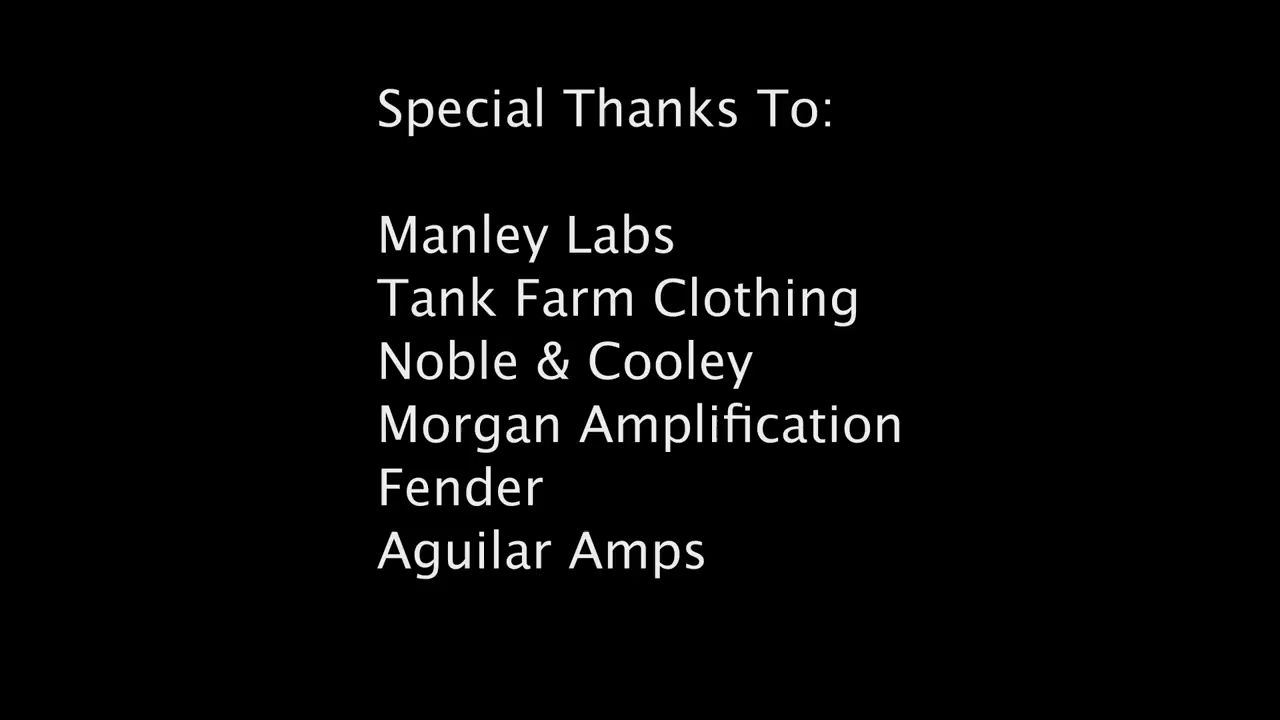 Special Thanks To:
Manley Labs
Tank Farm Clothing
Noble & Cooley
Morgan Amplification
Fender
Aguilar Amps